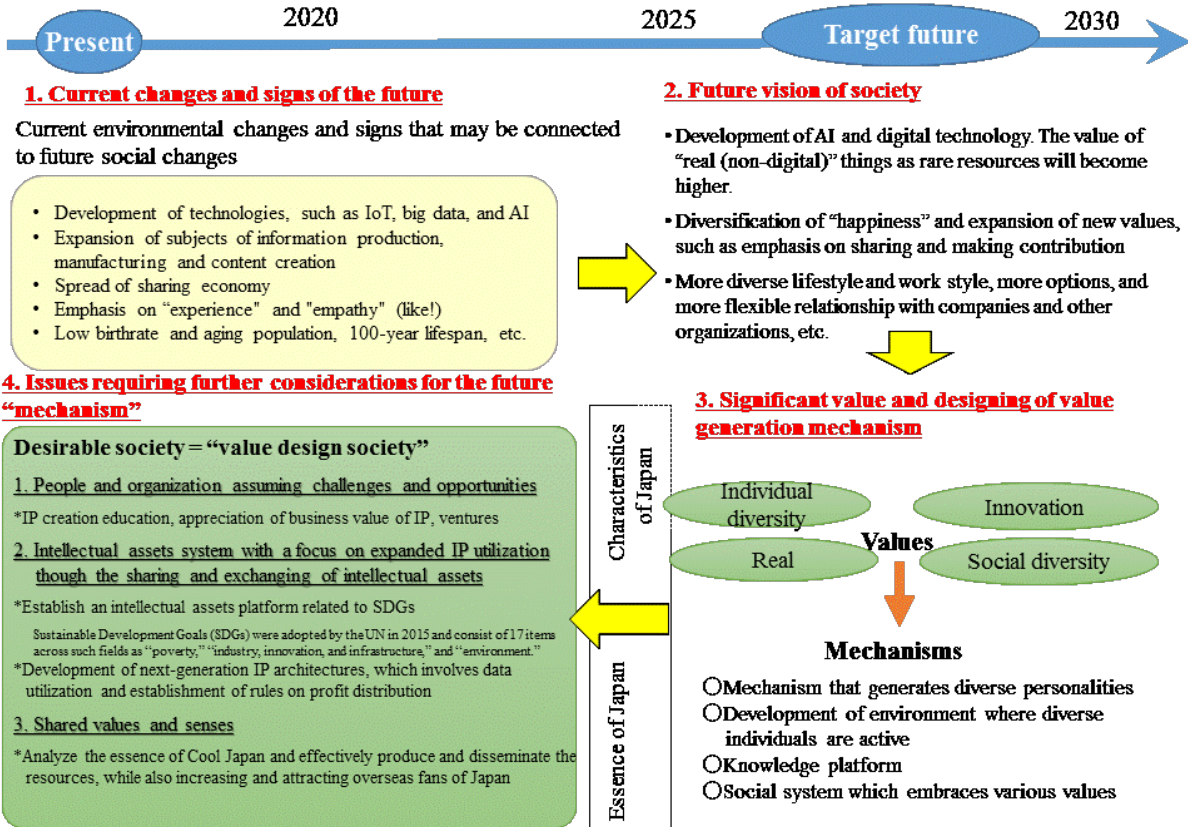 2020
2025
2030
Present
Target future
1. Current changes and signs of the future
Current environmental changes and signs that may be connected
to future social changes
• Development of technologies, such as IoT, big data, and AI
• Expansion of subjects of information production,
manufacturing and content creation
• Spread of sharing economy
• Emphasis on “experience" and "empathy" (like!)
• Low birthrate and aging population, 100-year lifespan, etc.
2. Future vision of society
•Development of AI and digital technology. The value of
“real (non-digital)” things as rare resources will become
higher.
•Diversification of “happiness” and expansion of new values,
such as emphasis on sharing and making contribution
•More diverse lifestyle and work style, more options, and
more flexible relationship with companies and other
organizations, etc.
3. Significant value and designing of value
generation mechanism
Individual
diversity
Innovation
Values
Real
Social diversity
Mechanisms
○Mechanism that generates diverse personalities
○Development of environment where diverse
individuals are active
○Knowledge platform
○Social system which embraces various values
Characteristics
of Japan
Essence of Japan
4. Issues requiring further considerations for the future
“mechanism”
Desirable society = “value design society”
1. People and organization assuming challenges and opportunities
*IP creation education, appreciation of business value of IP, ventures
2. Intellectual assets system with a focus on expanded IP utilization
though the sharing and exchanging of intellectual assets
*Establish an intellectual assets platform related to SDGs
Sustainable Development Goals (SDGs) were adopted by the UN in 2015 and consist of 17 items
across such fields as “poverty,” “industry, innovation, and infrastructure,” and “environment.”
*Development of next-generation IP architectures, which involves data
utilization and establishment of rules on profit distribution
3. Shared values and senses
*Analyze the essence of Cool Japan and effectively produce and disseminate the
resources, while also increasing and attracting overseas fans of Japan